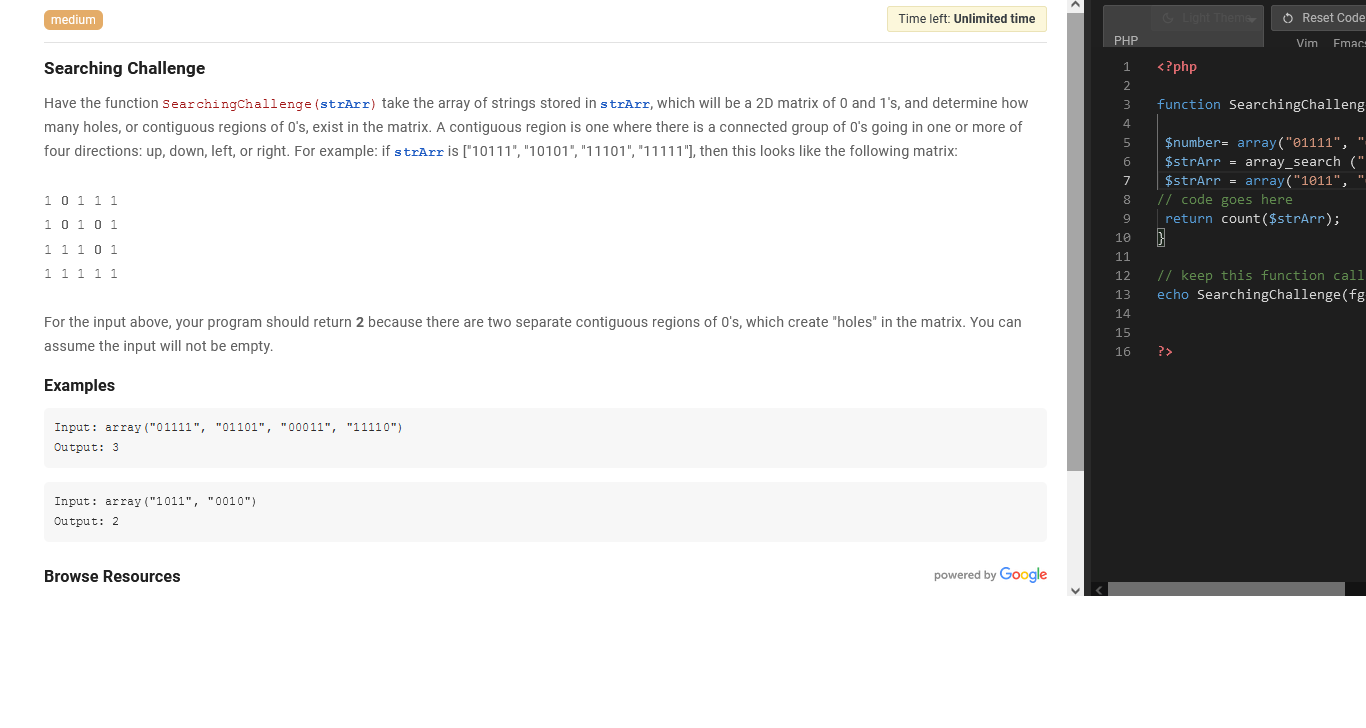 medium
Time left: Unlimited time
Searching Challenge
Have the function SearchingChallenge(strArr) take the array of strings stored in strArr, which will be a 2D matrix of 0 and 1's, and determine how
many holes, or contiguous regions of 0's, exist in the matrix. A contiguous region is one where there is a connected group of 0's going in one or more of
four directions: up, down, left, or right. For example: if strArr is ["10111", "10101", "11101", "11111"], then this looks like the following matrix:
1 0 1 1 1
1 0 1 0 1
1 1 1 0 1
1 1 1 1 1
For the input above, your program should return 2 because there are two separate contiguous regions of 0's, which create "holes" in the matrix. You can
assume the input will not be empty.
Examples
Input: array("01111", "01101", "00011", "11110")
Output: 3
Input: array("1011", "0010")
Output: 2
Browse Resources
powered by Google
Light Theme
Reset Code
PHP
Vim Emacs
1 <?php
2
3 function SearchingChalleng
4
5 $number= array("01111", "
6 $strArr = array_search ("
7 $strArr = array("1011", "
8 // code goes here
9 return count($strArr);
10 }
11
12 // keep this function call
13 echo SearchingChallenge(fg
14
15
16 ?>